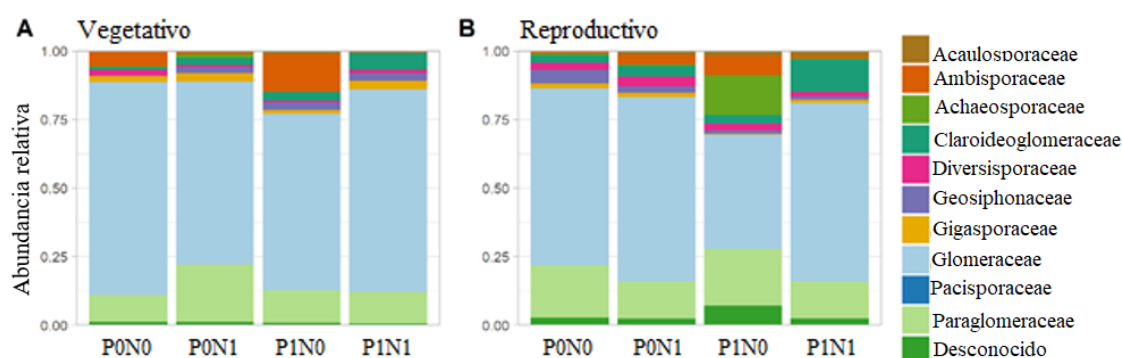 A Vegetativo
B Reproductivo
Abundancia relativa
1.00
0.75
0.50
0.25
0.00
P0N0 P0N1 P1N0 P1N1
1.00
0.75
0.50
0.25
0.00
P0N0 P0N1 P1N0 P1N1
Acaulosporaceae
Ambisporaceae
Achaeosporaceae
Claroideoglomeraceae
Diversisporaceae
Geosiphonaceae
Gigasporaceae
Glomeraceae
Pacisporaceae
Paraglomeraceae
Desconocido